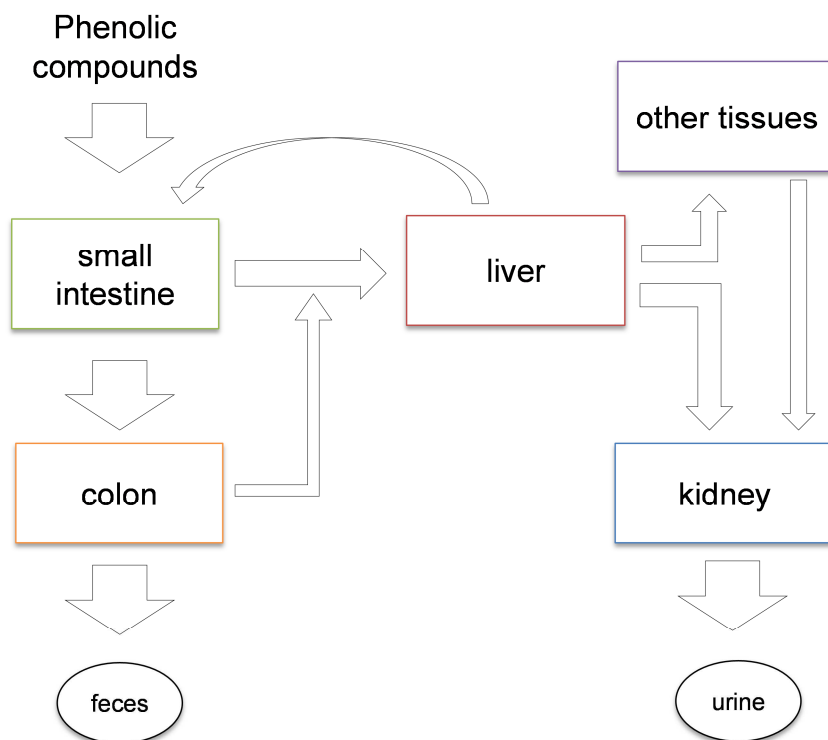 Phenolic
compounds
other tissues
small
intestine
liver
colon
kidney
feces
urine